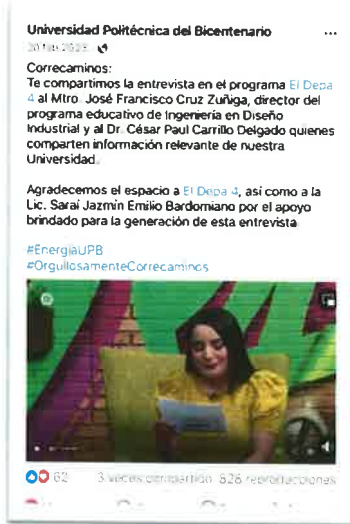 Universidad Politécnica del Bicentenario
...
Correcaminos:
Te compartimos la entrevista en el programa El Depa
4 al Mtro. José Francisco Cruz Zuñiga, director del
programa educativo de Ingeniería en Diseño
Industrial y al Dr. César Paul Carrillo Delgado quienes
comparten información relevante de nuestra
Universidad.
Agradecemos el espacio a El Depa 4, así como a la
Lic. Saraí Jazmín Emilio Bardomiano por el apoyo
brindado para la generación de esta entrevista
#EnergíaUPB
#OrgullosamenteCorrecaminos
62 3 veces compartido 828 reproducciones